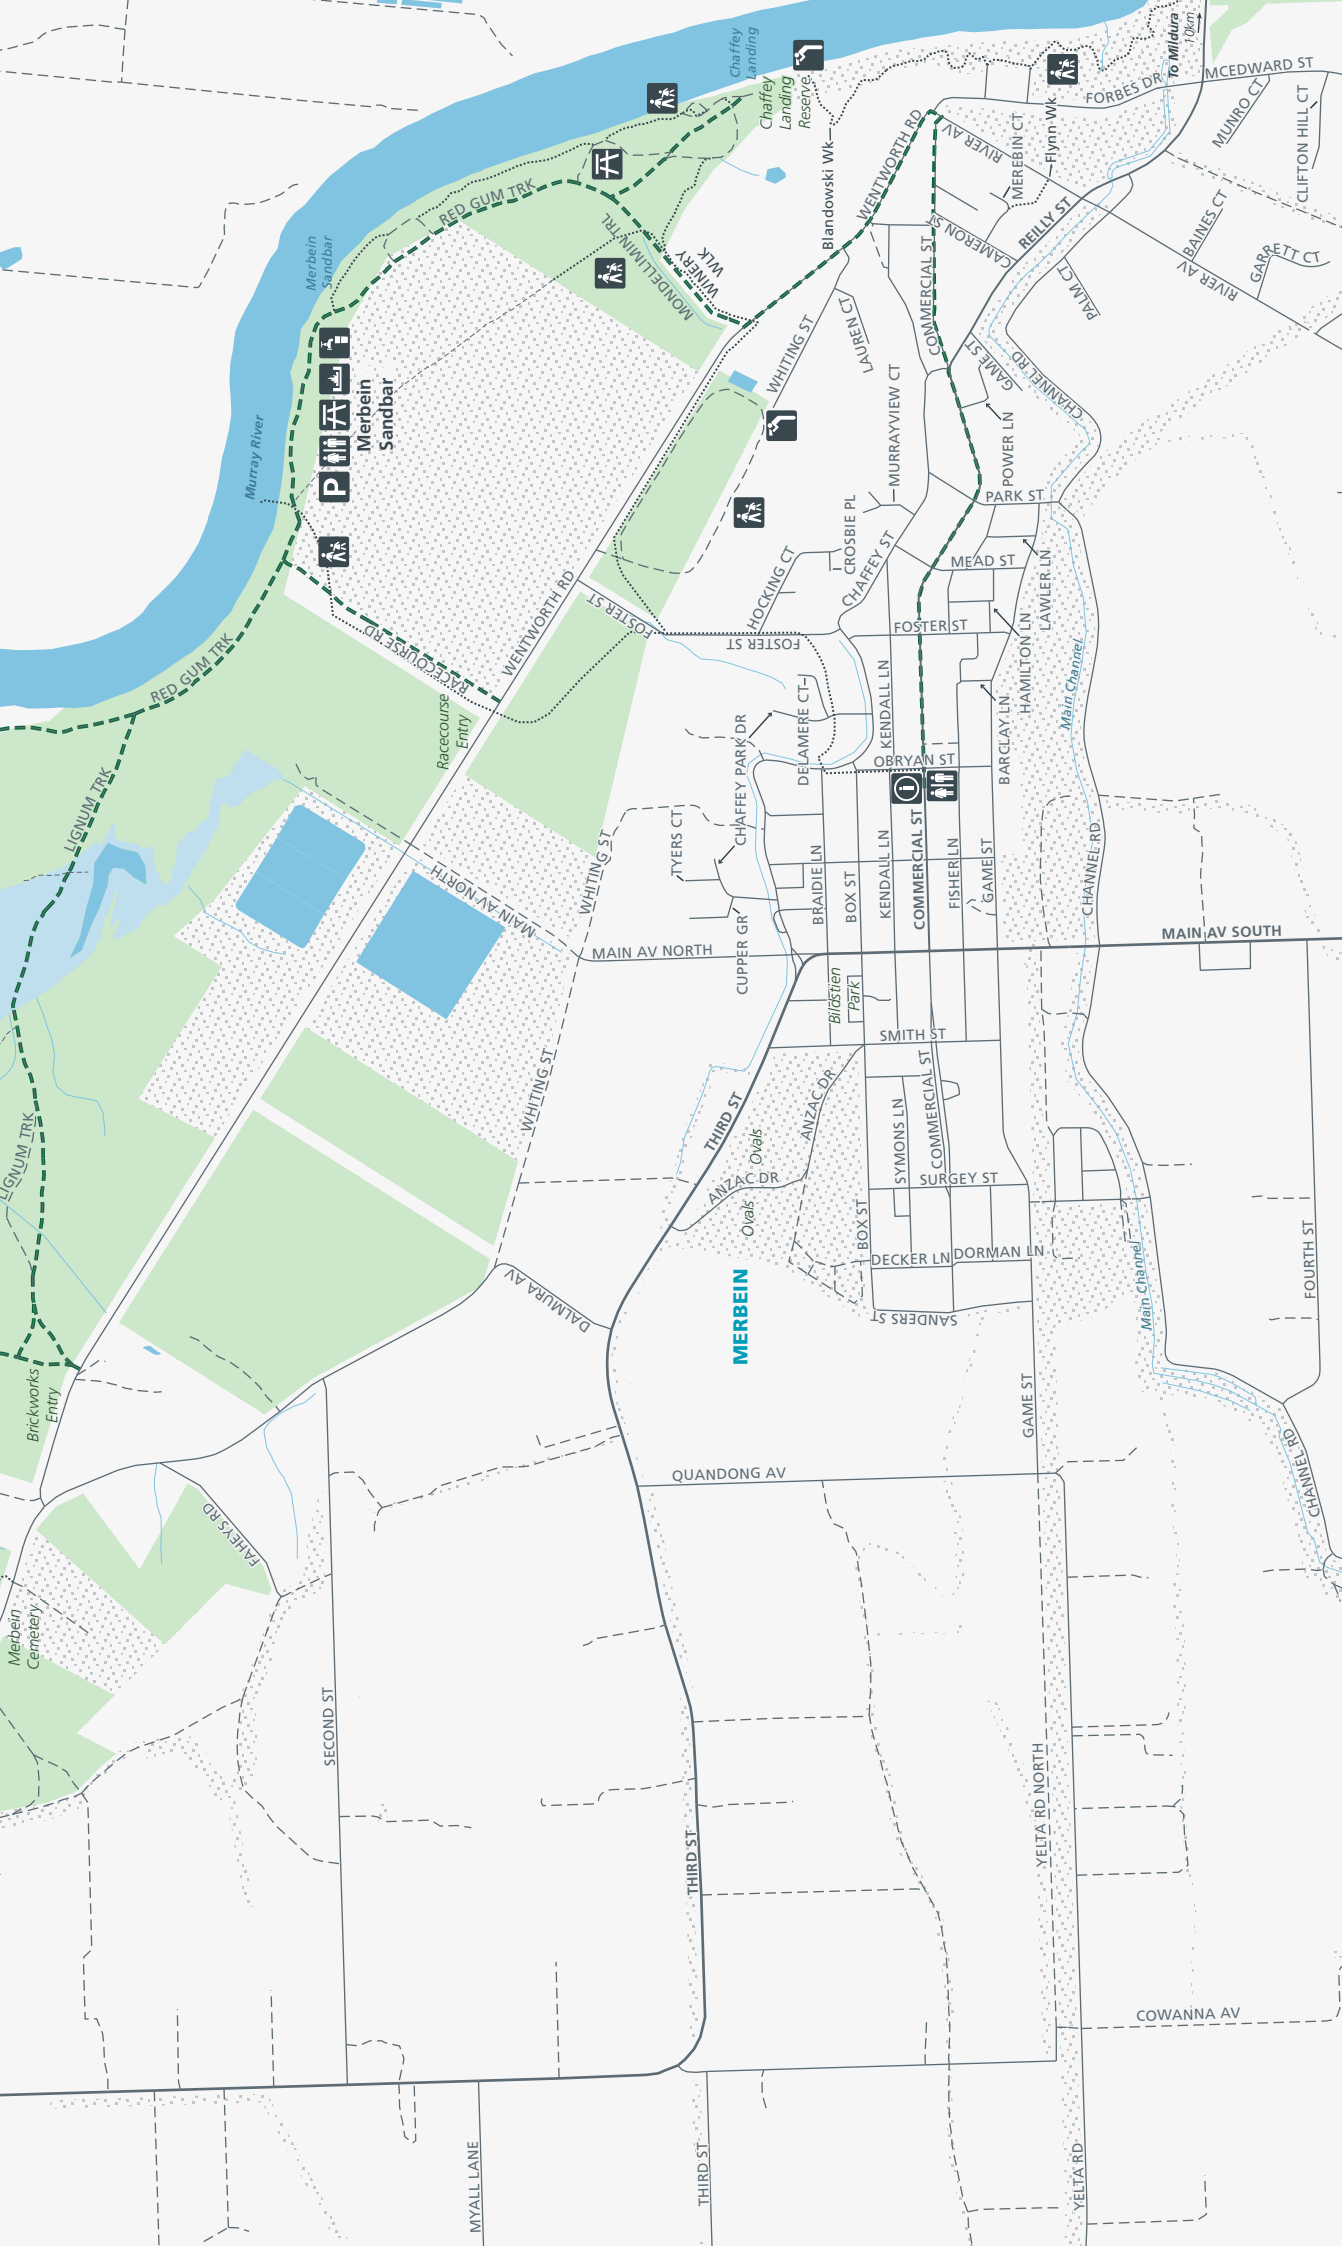 To Mildura
10km
Chaffey
Landing
Chaffey
Landing
Reserve
MCEDWARD ST
FORBES DR
MUNRO CT
CLIFTON HILL CT
WENTWORTH RD
RIVER AV
MEREBIN CT
Flynn Wk
Blandowski Wk
RED GUM TRK
MONDELLIMIN TRL
WINERY
WLK
CAMERON ST
REILLY ST
BAINES CT
GARRETT CT
RIVER AV
PALM CT
Merbein
Sandbar
COMMERCIAL ST
LAUREN CT
WHITING ST
GAME ST
CHANNEL RD
MURRAYVIEW CT
POWER LN
Merbein
Sandbar
P
Murray River
PARK ST
CROSBIE PL
CHAFFEY ST
HOCKING CT
MEAD ST
LAWLER LN
FOSTER ST
FOSTER ST
FOSTER ST
HAMILTON LN
WENTWORTH RD
RACECOURSE RD
RED GUM TRK
Racecourse
Entry
Main Channel
KENDALL LN
DELAMERE CT
CHAFFEY PARK DR
BARCLAY LN
OBRYAN ST
LIGNUM TRK
TYERS CT
WHITING ST
MAIN AV NORTH
CUPPER GR
BRAIDIE LN
BOX ST
KENDALL LN
COMMERCIAL ST
FISHER LN
GAME ST
CHANNEL RD
MAIN AV NORTH
MAIN AV SOUTH
Bildstien
Park
SMITH ST
WHITING ST
THIRD ST
ANZAC DR
Ovals
ANZAC DR
Ovals
SYMONS LN
COMMERCIAL ST
SURGEY ST
BOX ST
DECKER LN
DORMAN LN
SANDERS ST
LIGNUM TRK
Main Channel
FOURTH ST
DALMURA AV
MERBEIN
Brickworks
Entry
GAME ST
QUANDONG AV
CHANNEL RD
FAHEYS RD
Merbein
Cemetery
SECOND ST
THIRD ST
YELTA RD NORTH
COWANNA AV
MYALL LANE
THIRD ST
YELTA RD